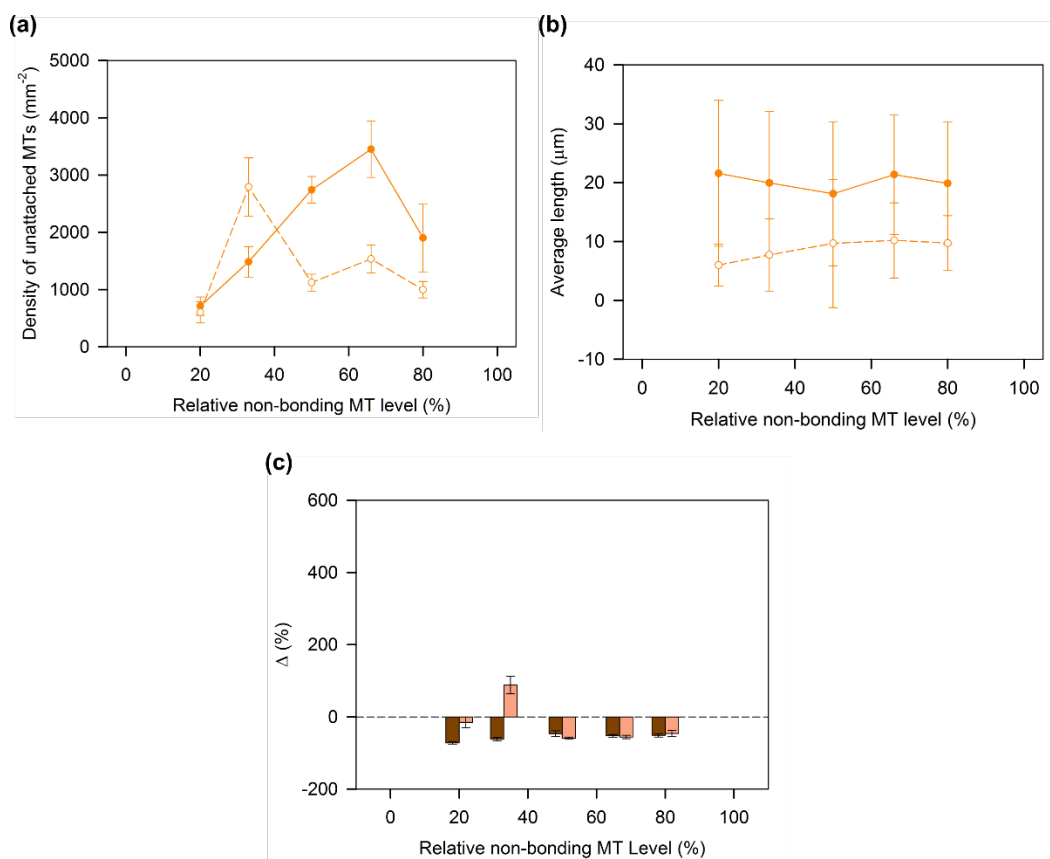 (a)
5000
4000
3000
2000
1000
0
Density of unattached MTs (mm⁻²)
0 20 40 60 80 100
Relative non-bonding MT level (%)
(b)
40
30
20
10
0
-10
Average length (μm)
0 20 40 60 80 100
Relative non-bonding MT level (%)
(c)
600
400
200
0
-200
Δ (%)
0 20 40 60 80 100
Relative non-bonding MT Level (%)